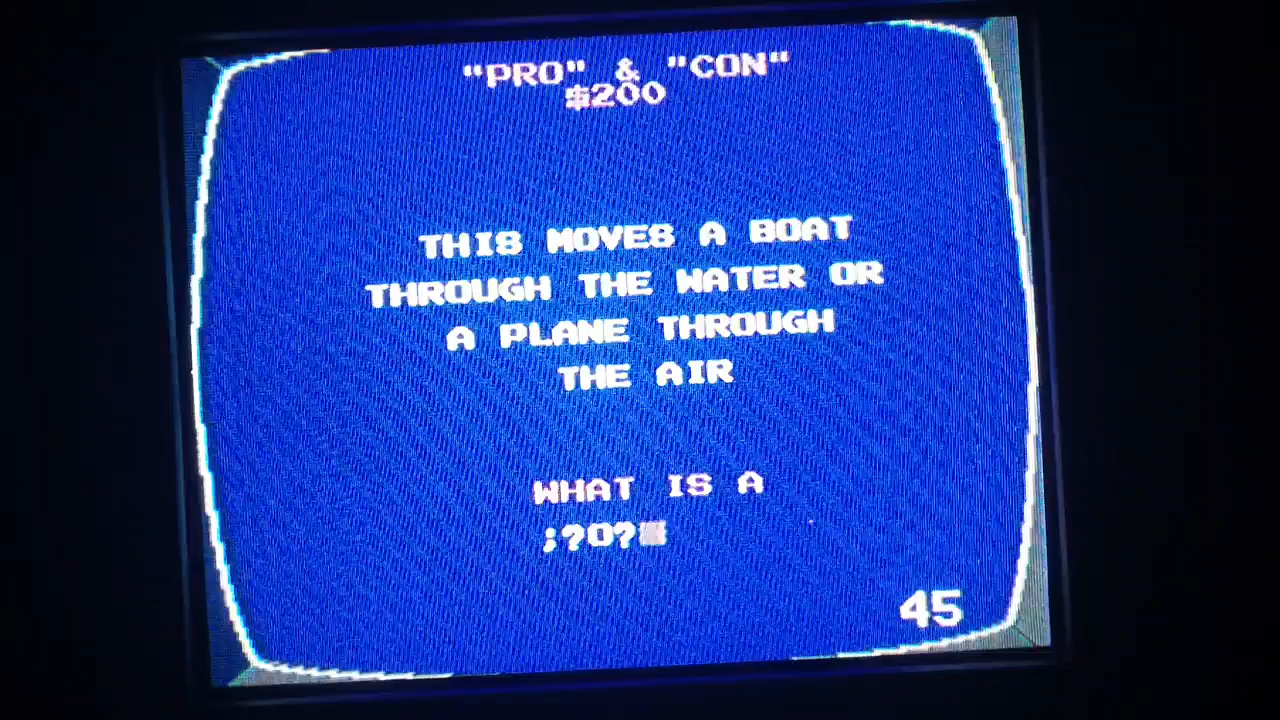 "PRO" & "CON"
$200
THIS MOVES A BOAT
THROUGH THE WATER OR
A PLANE THROUGH
THE AIR
WHAT IS A
;?O?
45